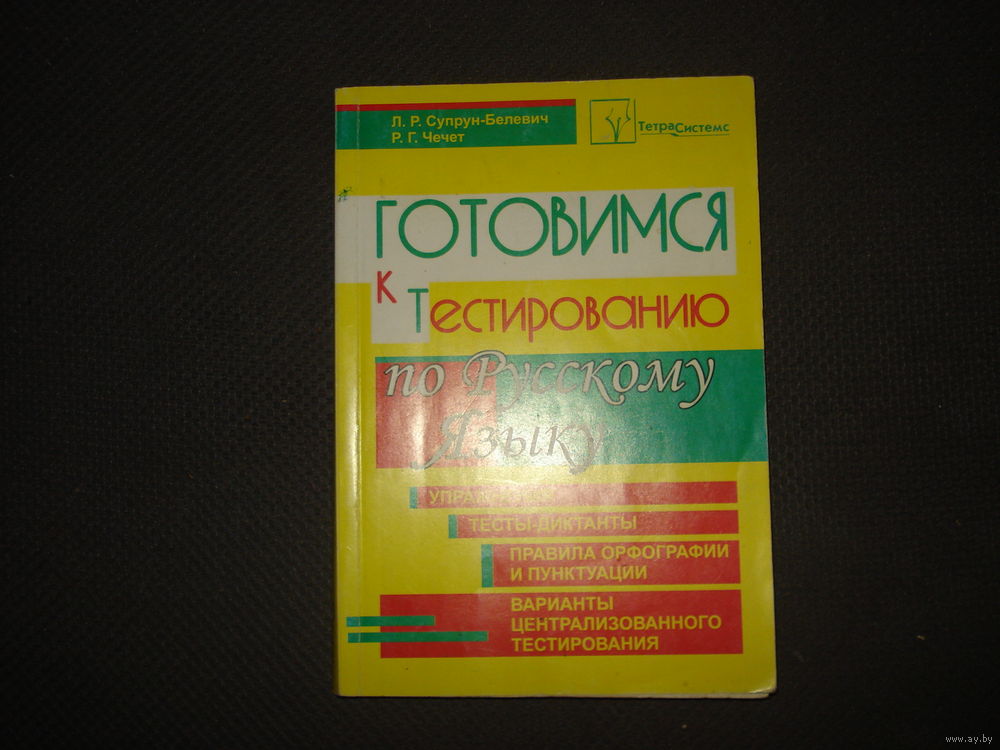 Л. Р. Супрун-Белевич
Р. Г. Чечет
ТетраСистемс
ГОТОВИМСЯ
К
Тестированию
по Русскому
Языку
ТЕСТЫ-ДИКТАНТЫ
ПРАВИЛА ОРФОГРАФИИ
И ПУНКТУАЦИИ
ВАРИАНТЫ
ЦЕНТРАЛИЗОВАННОГО
ТЕСТИРОВАНИЯ
www.ay.by